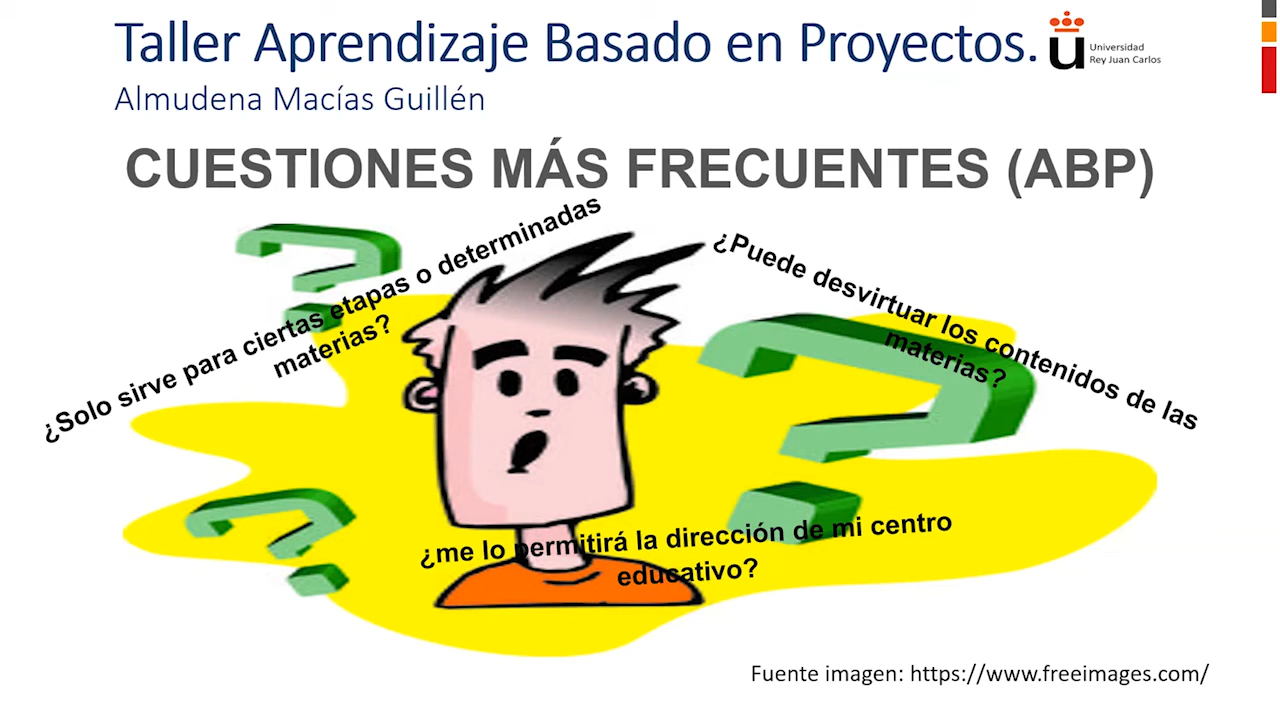 Taller Aprendizaje Basado en Proyectos.
Universidad
Rey Juan Carlos
Almudena Macías Guillén
CUESTIONES MÁS FRECUENTES (ABP)
¿Solo sirve para ciertas etapas o determinadas
materias?
¿Puede desvirtuar los contenidos de las
materias?
¿me lo permitirá la dirección de mi centro
educativo?
Fuente imagen: https://www.freeimages.com/